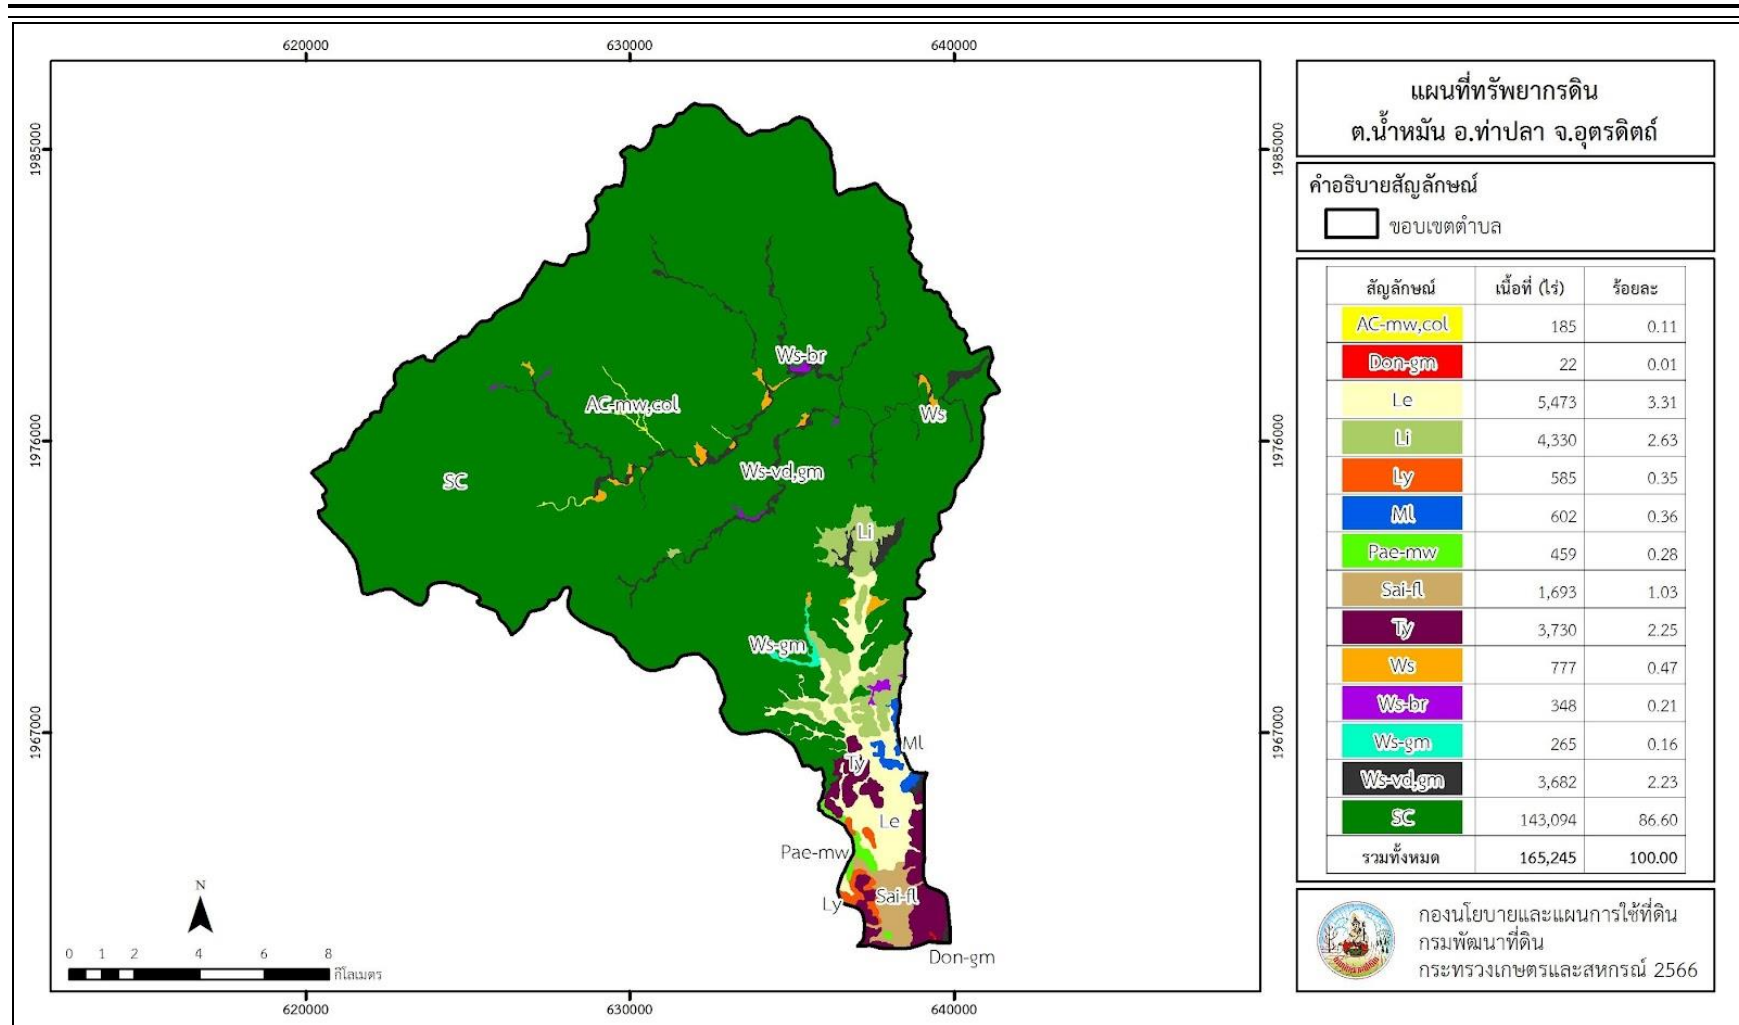 620000
630000
640000
1985000
1985000
1976000
1976000
1967000
1967000
Ws-br
AC-mw,col
Ws
SC
Ws-vd,gm
Li
Ws-gm
Ml
Ty
Le
Pae-mw
Ly
Sai-fl
Don-gm
N
0 1 2 4 6 8
กิโลเมตร
620000
630000
640000
แผนที่ทรัพยากรดิน
ต.น้ำหมัน อ.ท่าปลา จ.อุตรดิตถ์
คำอธิบายสัญลักษณ์
ขอบเขตตำบล
สัญลักษณ์ เนื้อที่ (ไร่) ร้อยละ
AC-mw,col 185 0.11
Don-gm 22 0.01
Le 5,473 3.31
Li 4,330 2.63
Ly 585 0.35
Ml 602 0.36
Pae-mw 459 0.28
Sai-fl 1,693 1.03
Ty 3,730 2.25
Ws 777 0.47
Ws-br 348 0.21
Ws-gm 265 0.16
Ws-vd,gm 3,682 2.23
SC 143,094 86.60
รวมทั้งหมด 165,245 100.00
กองนโยบายและแผนการใช้ที่ดิน
กรมพัฒนาที่ดิน
กระทรวงเกษตรและสหกรณ์ 2566